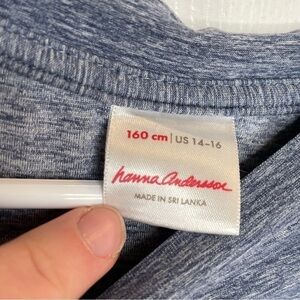 160 cm | US 14-16
hanna Andersson
MADE IN SRI LANKA